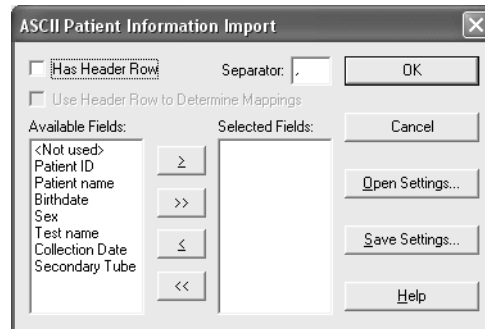 ASCII Patient Information Import
Has Header Row
Separator: ,
OK
Use Header Row to Determine Mappings
Available Fields:
Selected Fields:
Cancel
<Not used>
Patient ID
Patient name
Birthdate
Sex
Test name
Collection Date
Secondary Tube
>
>>
<
<<
Open Settings...
Save Settings...
Help